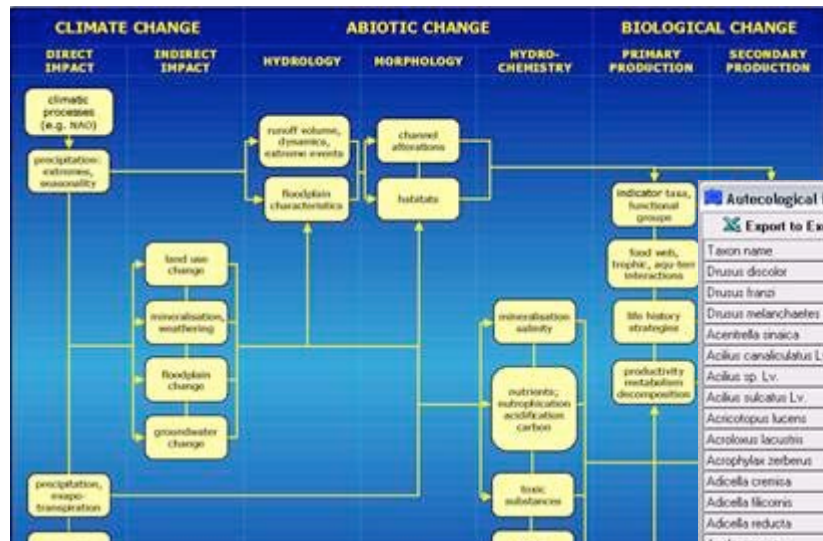 CLIMATE CHANGE
ABIOTIC CHANGE
BIOLOGICAL CHANGE
DIRECT
IMPACT
INDIRECT
IMPACT
HYDROLOGY
MORPHOLOGY
HYDRO-
CHEMISTRY
PRIMARY
PRODUCTION
SECONDARY
PRODUCTION
climatic
processes
(e.g. NAO)
precipitation:
extremes,
seasonality
precipitation,
evapo-
transpiration
land use
change
mineralisation,
weathering
floodplain
change
groundwater
change
runoff volume,
dynamics,
extreme events
floodplain
characteristics
channel
alterations
habitats
mineralisation
salinity
nutrients;
eutrophication
acidification
carbon
toxic
substances
indicator taxa,
functional
groups
food web,
trophic, aqu-terr
interactions
life history
strategies
productivity
metabolism
decomposition
Autecological
Export to Ex
Taxon name
Drusus discolor
Drusus franzi
Drusus melanchaetes
Acentrella sinaica
Acilius canaliculatus L
Acilius sp. Lv.
Acilius sulcatus Lv.
Acricotopus lucens
Acroloxus lacustris
Acrophylax zerberus
Adicella cremisa
Adicella filicornis
Adicella reducta